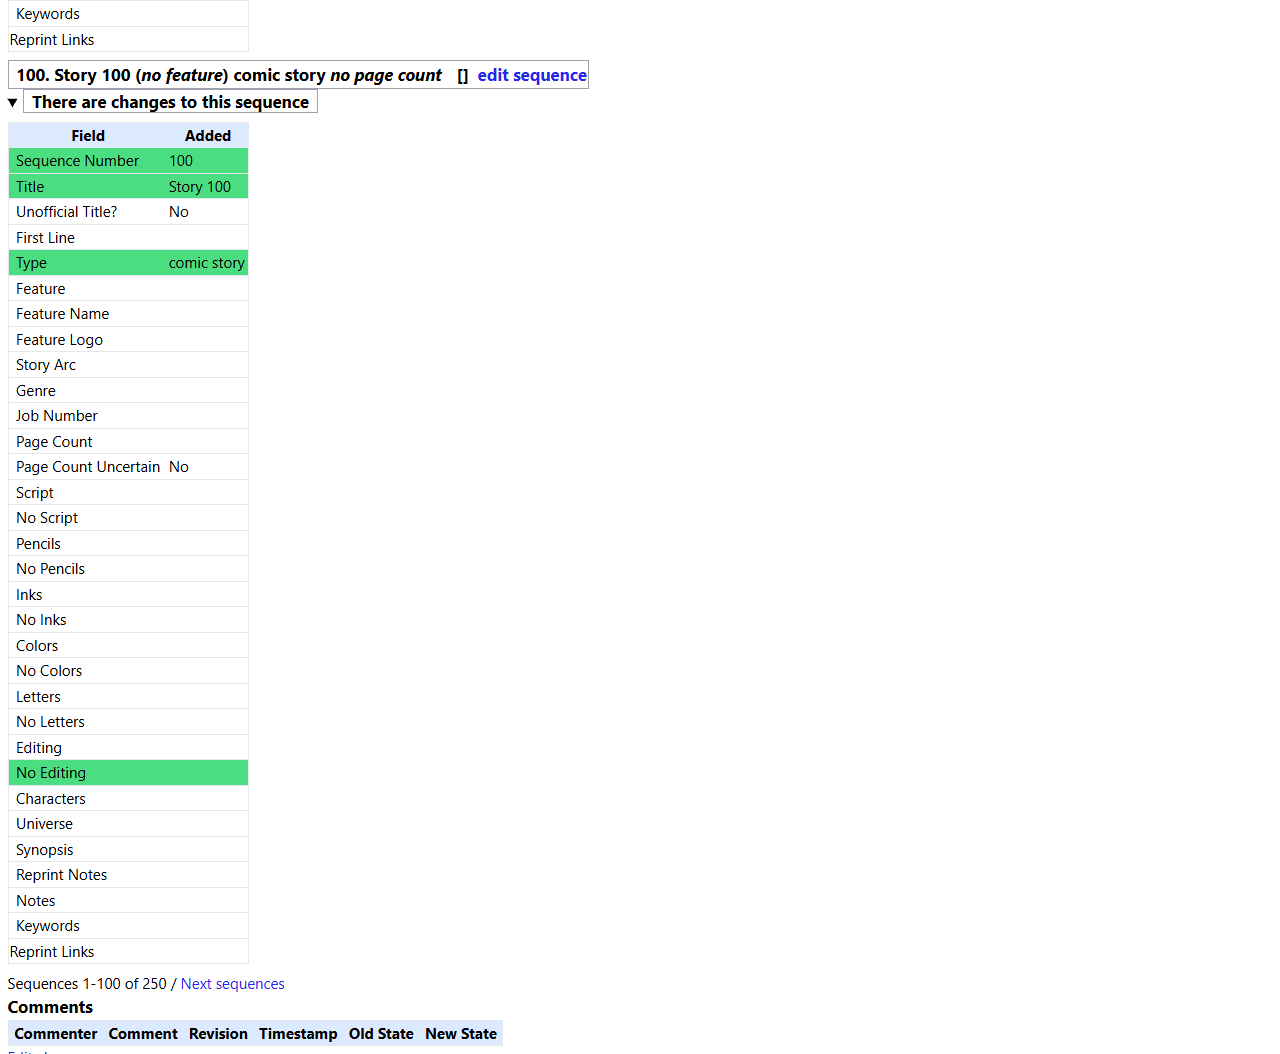 Keywords
Reprint Links
100. Story 100 (no feature) comic story no page count [] edit sequence
▼ There are changes to this sequence
Field Added
Sequence Number 100
Title Story 100
Unofficial Title? No
First Line
Type comic story
Feature
Feature Name
Feature Logo
Story Arc
Genre
Job Number
Page Count
Page Count Uncertain No
Script
No Script
Pencils
No Pencils
Inks
No Inks
Colors
No Colors
Letters
No Letters
Editing
No Editing
Characters
Universe
Synopsis
Reprint Notes
Notes
Keywords
Reprint Links
Sequences 1-100 of 250 / Next sequences
Comments
Commenter Comment Revision Timestamp Old State New State